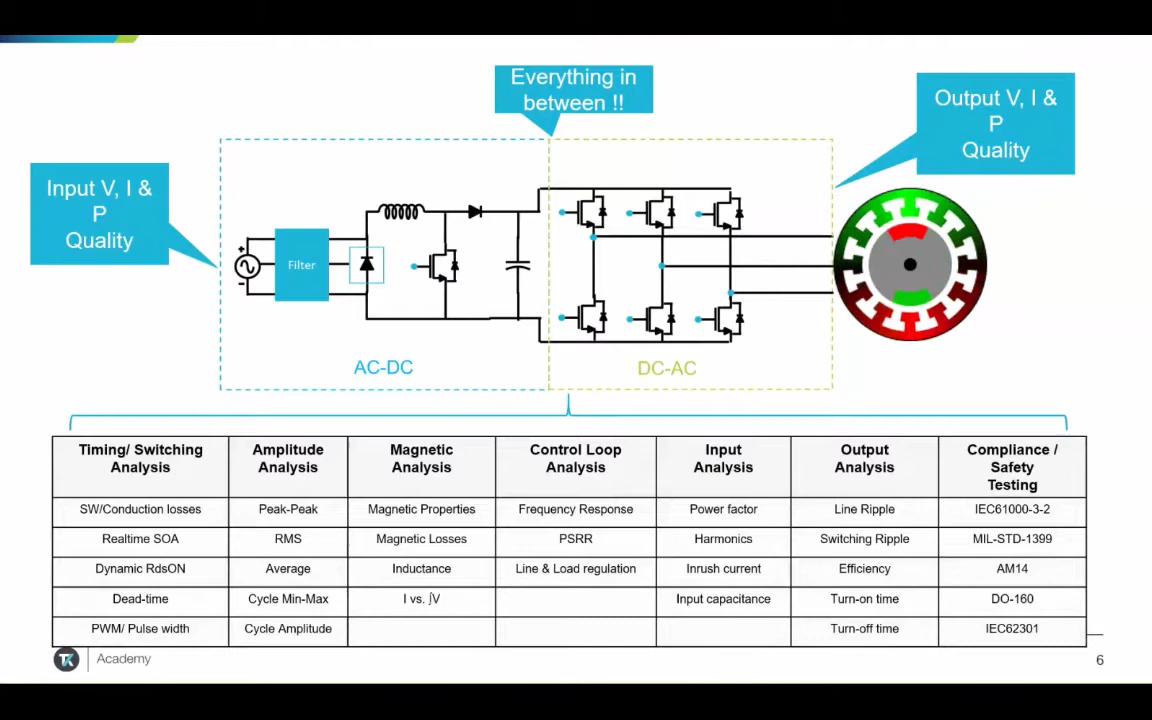 Everything in
between !!
Output V, I &
P
Quality
Input V, I &
P
Quality
+
Filter
-
AC-DC
DC-AC
Timing/ Switching
Analysis
Amplitude
Analysis
Magnetic
Analysis
Control Loop
Analysis
Input
Analysis
Output
Analysis
Compliance /
Safety
Testing
SW/Conduction losses
Peak-Peak
Magnetic Properties
Frequency Response
Power factor
Line Ripple
IEC61000-3-2
Realtime SOA
RMS
Magnetic Losses
PSRR
Harmonics
Switching Ripple
MIL-STD-1399
Dynamic RdsON
Average
Inductance
Line & Load regulation
Inrush current
Efficiency
AM14
Dead-time
Cycle Min-Max
I vs. ∫V
Input capacitance
Turn-on time
DO-160
PWM/ Pulse width
Cycle Amplitude
Turn-off time
IEC62301
TK
Academy
6